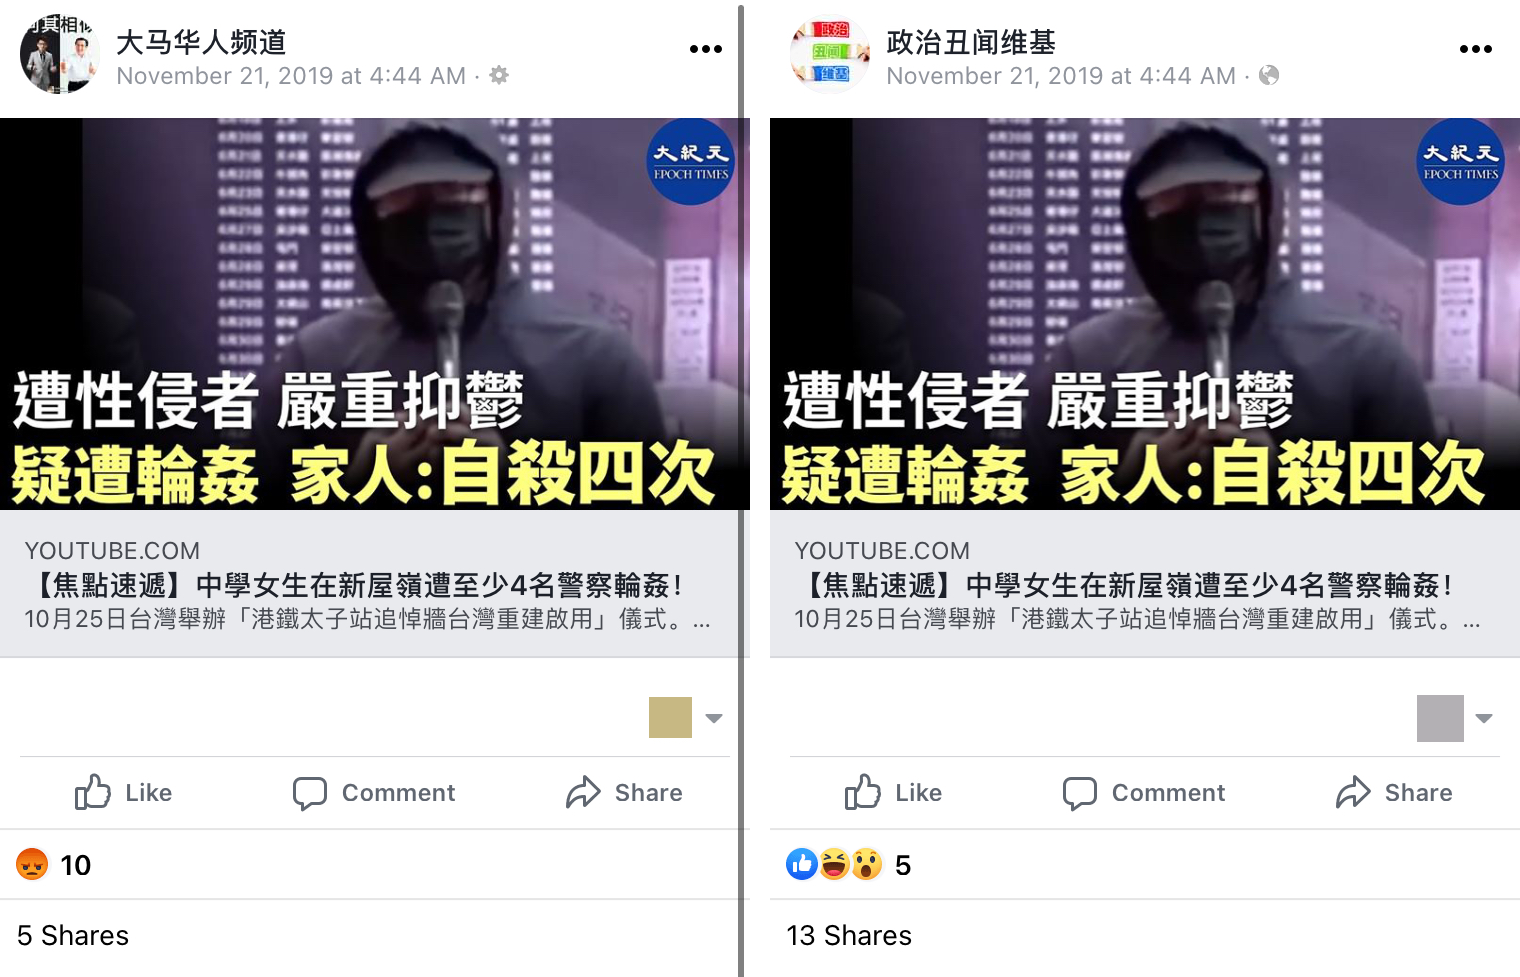 大马华人频道
November 21, 2019 at 4:44 AM ·
大紀元
EPOCH TIMES
遭性侵者 嚴重抑鬱
疑遭輪姦 家人:自殺四次
YOUTUBE.COM
【焦點速遞】中學女生在新屋嶺遭至少4名警察輪姦！
10月25日台灣舉辦「港鐵太子站追悼牆台灣重建啟用」儀式。...
Like
Comment
Share
10
5 Shares
政治丑闻维基
November 21, 2019 at 4:44 AM ·
政治
丑闻
维基
大紀元
EPOCH TIMES
遭性侵者 嚴重抑鬱
疑遭輪姦 家人:自殺四次
YOUTUBE.COM
【焦點速遞】中學女生在新屋嶺遭至少4名警察輪姦！
10月25日台灣舉辦「港鐵太子站追悼牆台灣重建啟用」儀式。...
Like
Comment
Share
5
13 Shares